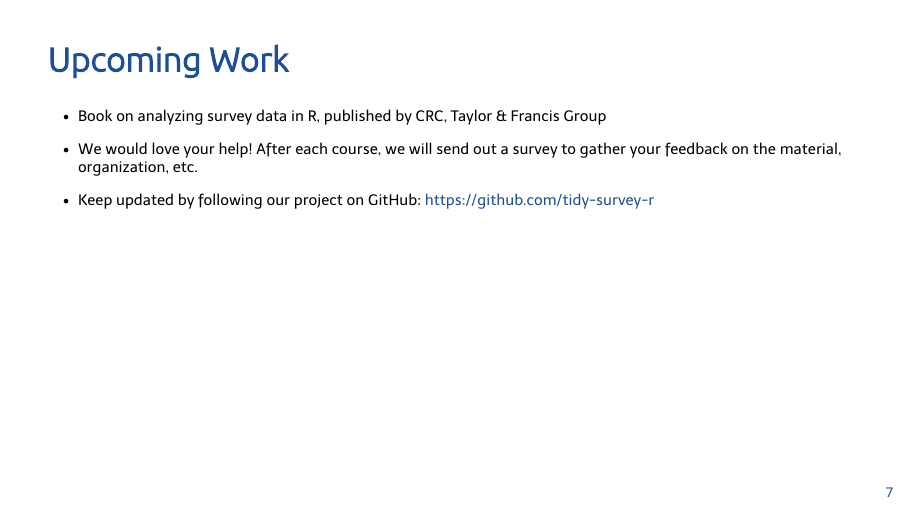 Upcoming Work
• Book on analyzing survey data in R, published by CRC, Taylor & Francis Group
• We would love your help! After each course, we will send out a survey to gather your feedback on the material,
organization, etc.
• Keep updated by following our project on GitHub: https://github.com/tidy-survey-r
7